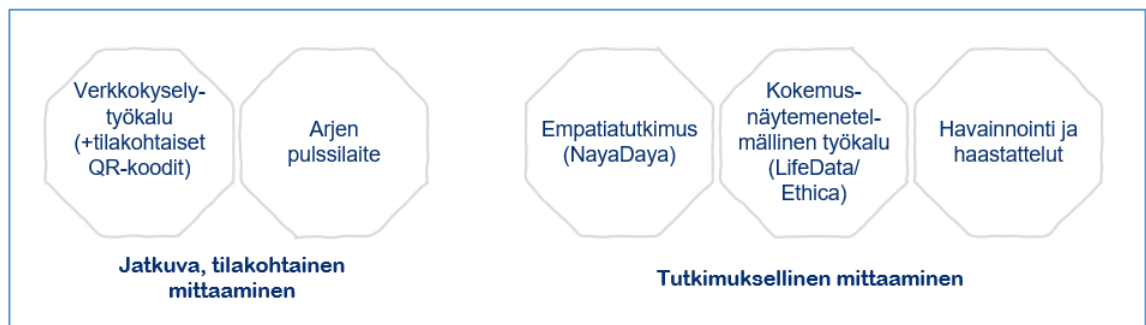 Verkkokysely-
työkalu
(+tilakohtaiset
QR-koodit)
Arjen
pulssilaite
Jatkuva, tilakohtainen
mittaaminen
Empatiatutkimus
(NayaDaya)
Kokemus-
näytemenetel-
mällinen työkalu
(LifeData/
Ethica)
Havainnointi ja
haastattelut
Tutkimuksellinen mittaaminen